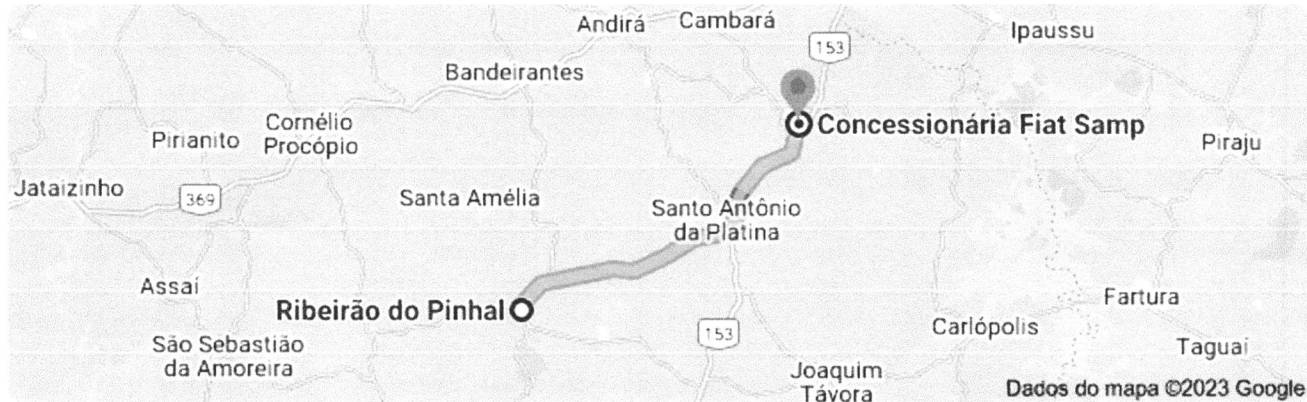 Andirá
Cambará
Ipaussu
153
Bandeirantes
Cornélio
Procópio
Pirianito
Concessionária Fiat Samp
Piraju
Jataizinho
369
Santa Amélia
Santo Antônio
da Platina
Assaí
Ribeirão do Pinhal
Fartura
153
Carlópolis
São Sebastião
da Amoreira
Taguaí
Joaquim
Távora
Dados do mapa ©2023 Google